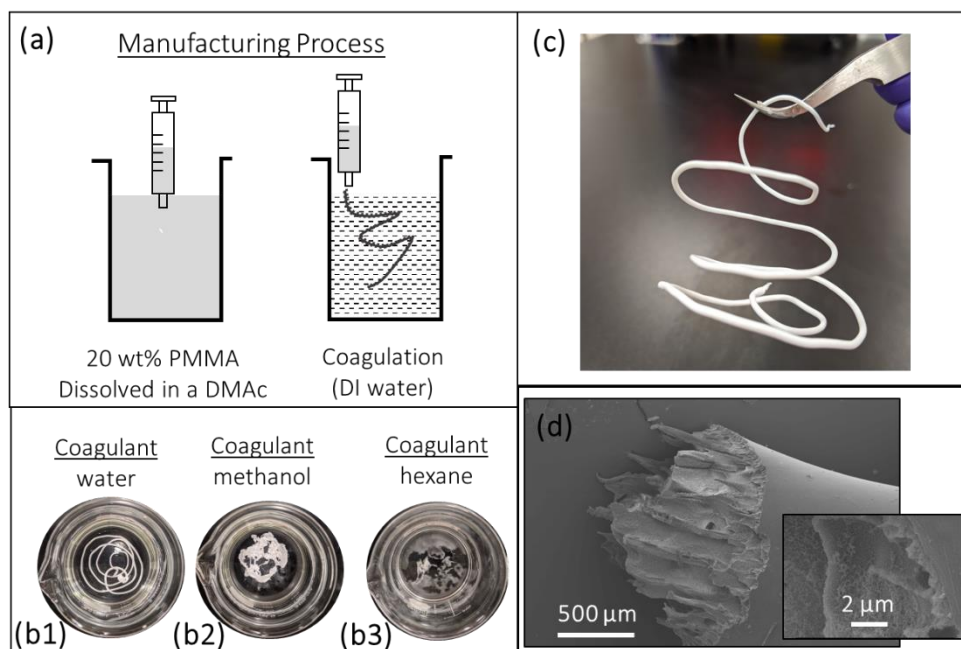 (a)
Manufacturing Process
20 wt% PMMA
Dissolved in a DMAc
Coagulation
(DI water)
Coagulant
water
Coagulant
methanol
Coagulant
hexane
(b1)
(b2)
(b3)
(c)
(d)
500 µm
2 µm